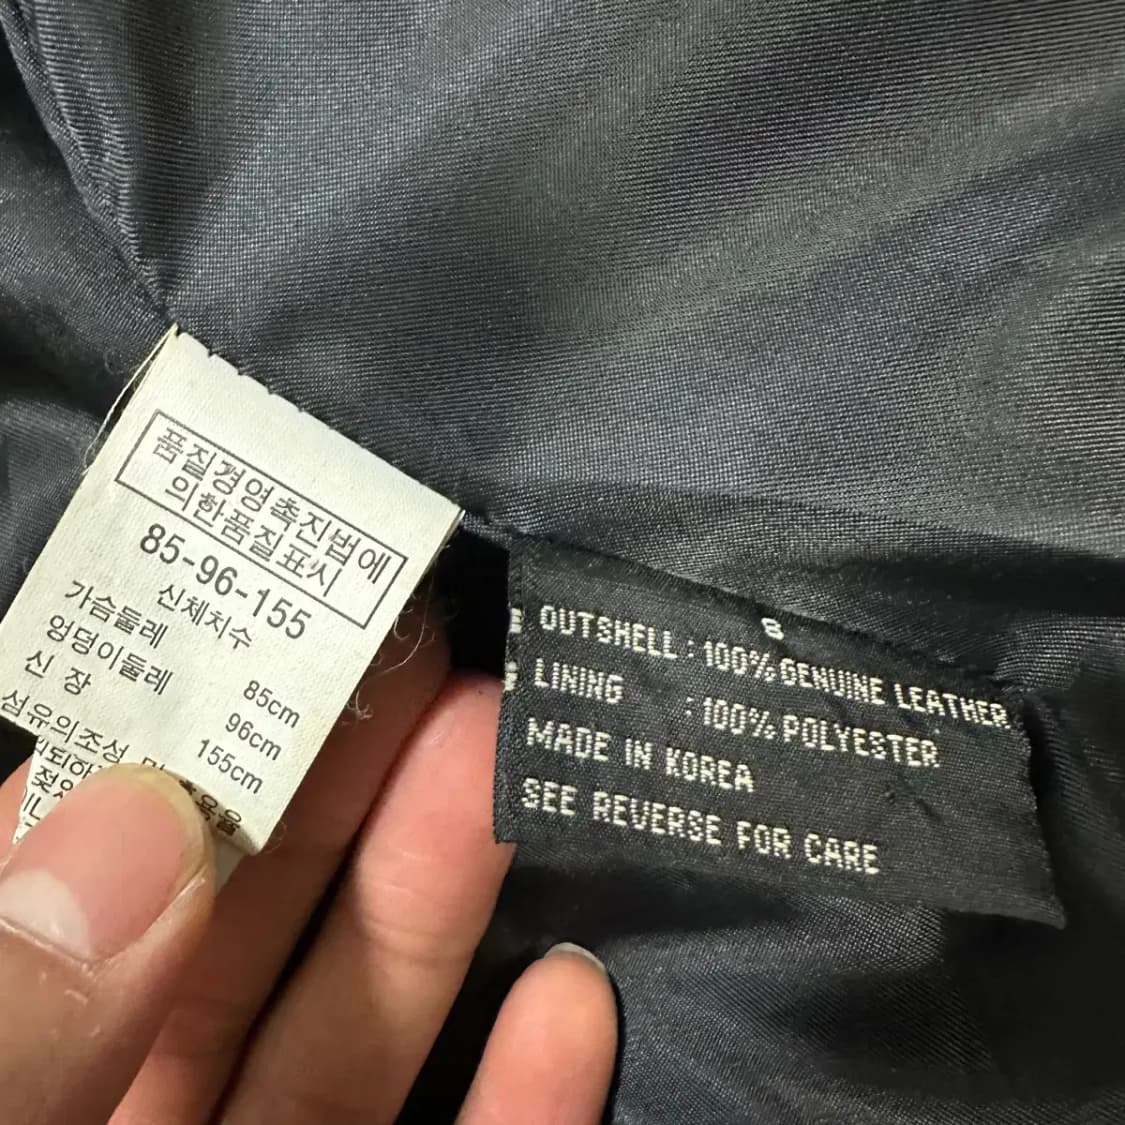 품질경영촉진법에
의한품질표시
85-96-155
신체치수
가슴둘레 85cm
엉덩이둘레 96cm
신 장 155cm
섬유의조성 및
8
OUTSHELL : 100% GENUINE LEATHER
LINING : 100% POLYESTER
MADE IN KOREA
SEE REVERSE FOR CARE